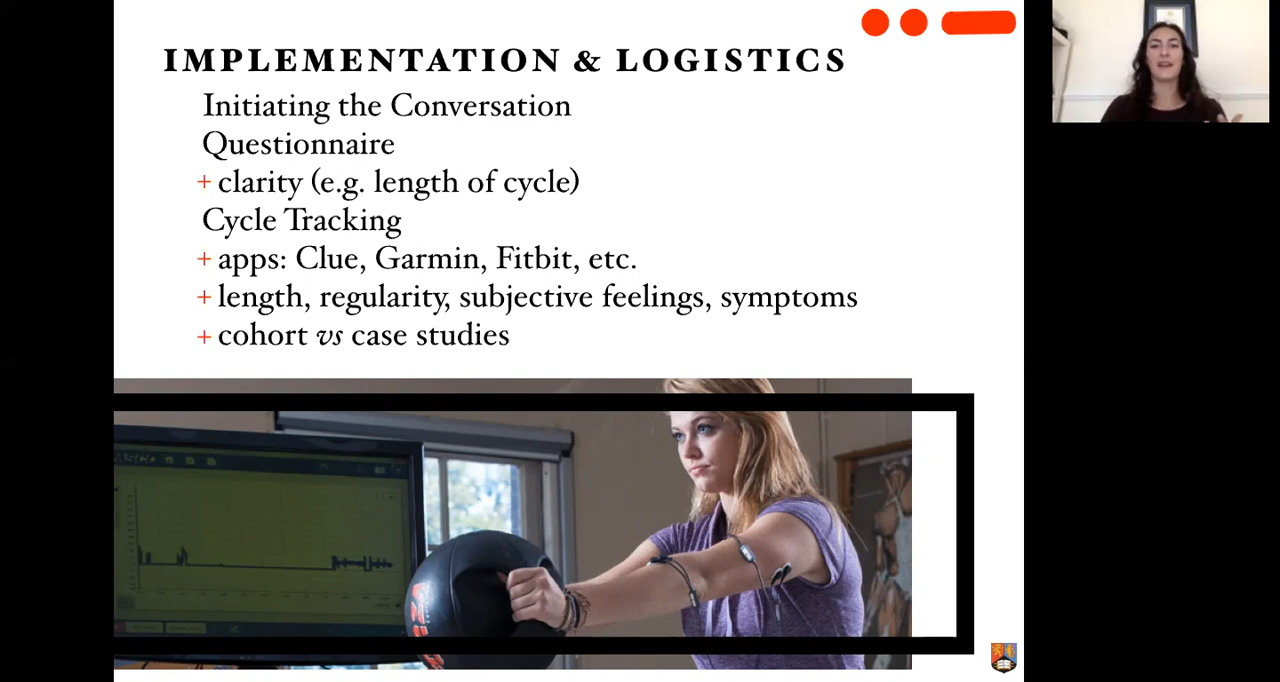 IMPLEMENTATION & LOGISTICS
Initiating the Conversation
Questionnaire
+ clarity (e.g. length of cycle)
Cycle Tracking
+ apps: Clue, Garmin, Fitbit, etc.
+ length, regularity, subjective feelings, symptoms
+ cohort vs case studies